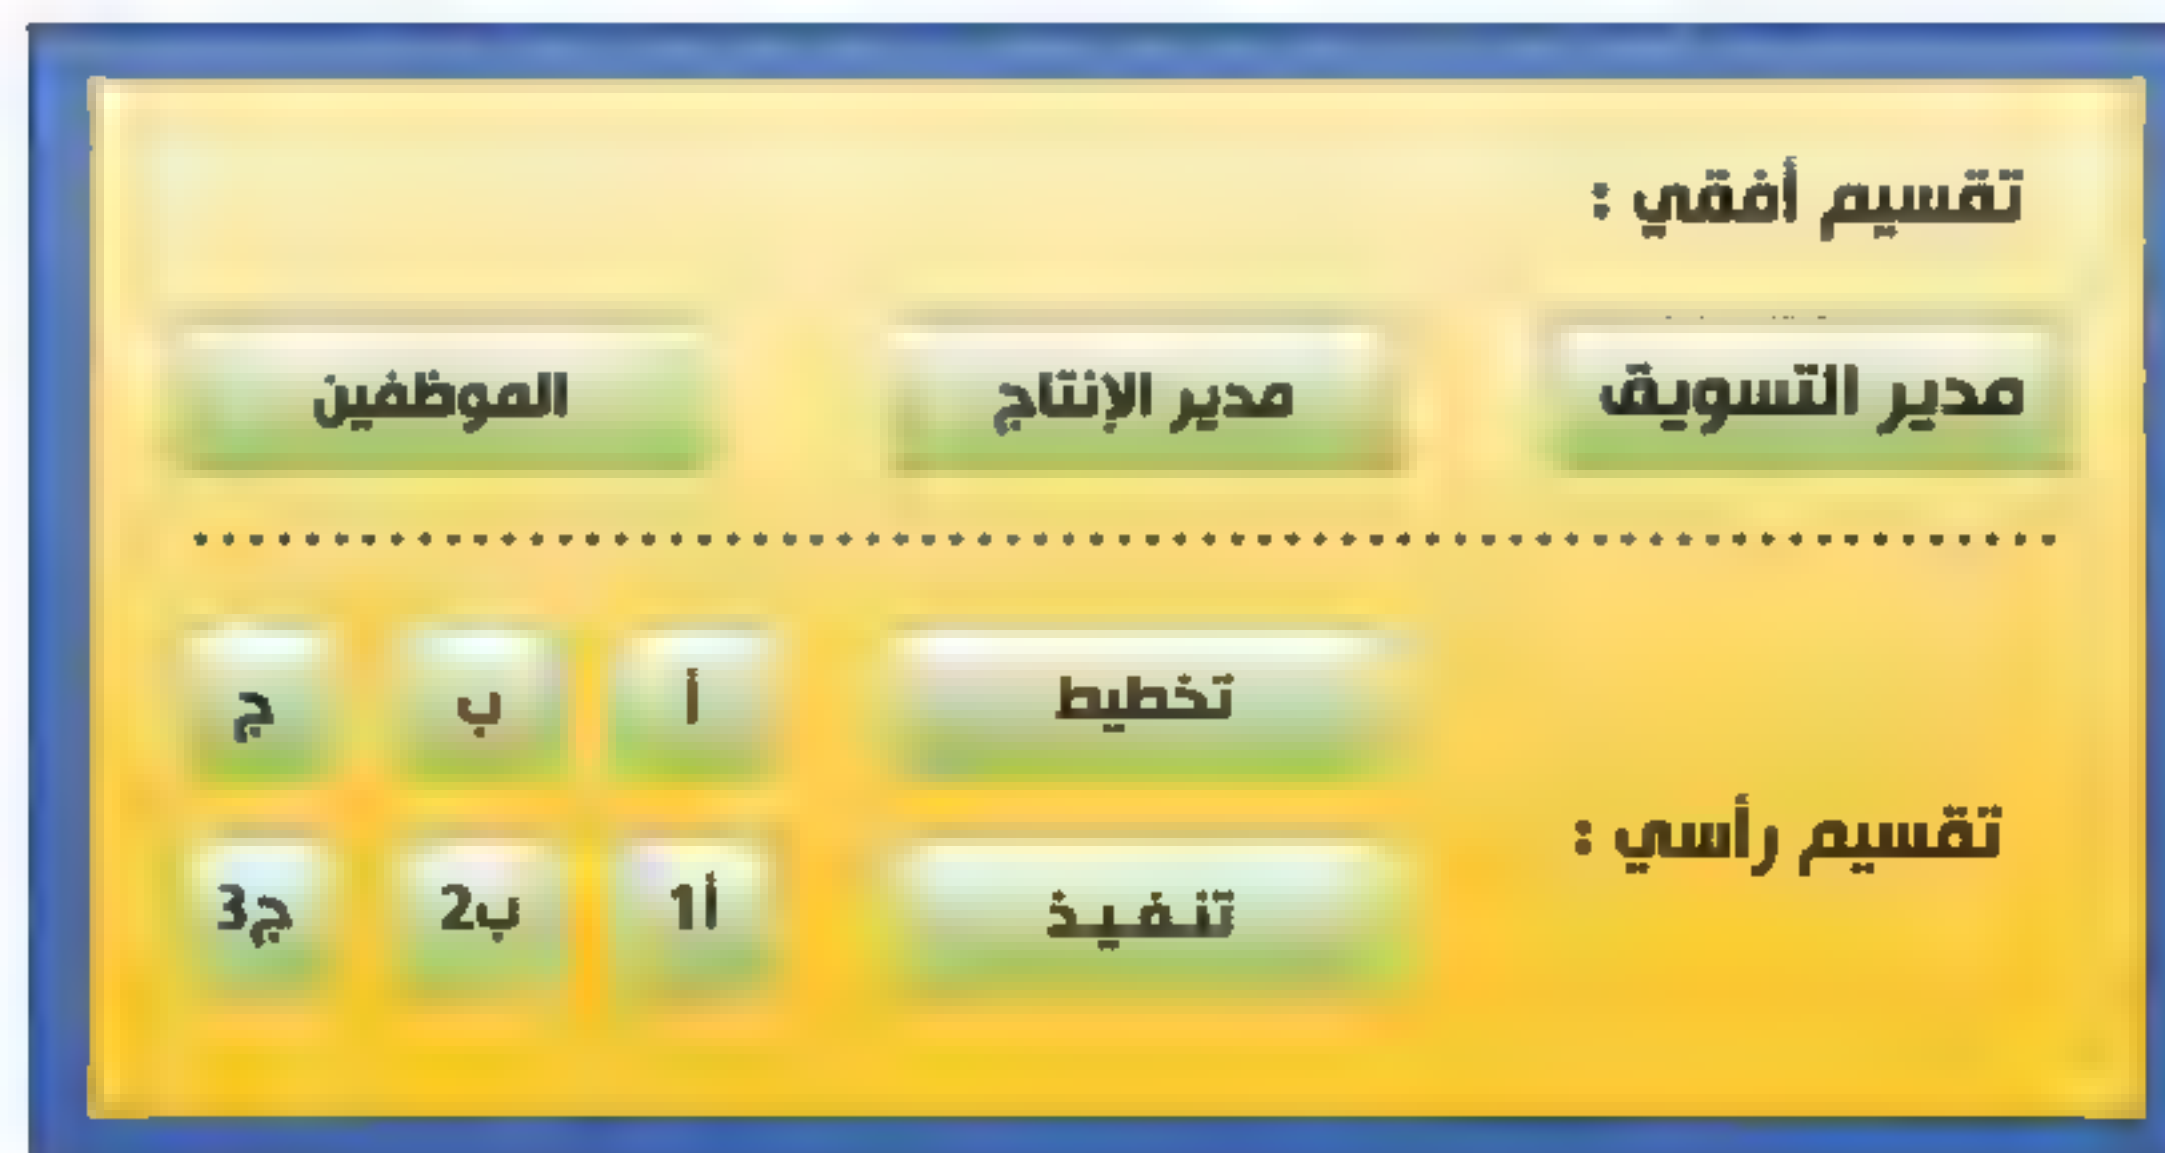 تقسيم أفقي :
مدير التسويق مدير الإنتاج الموظفين
تخطيط أ ب ج
تقسيم رأسي :
تنفيذ أ1 ب2 ج3